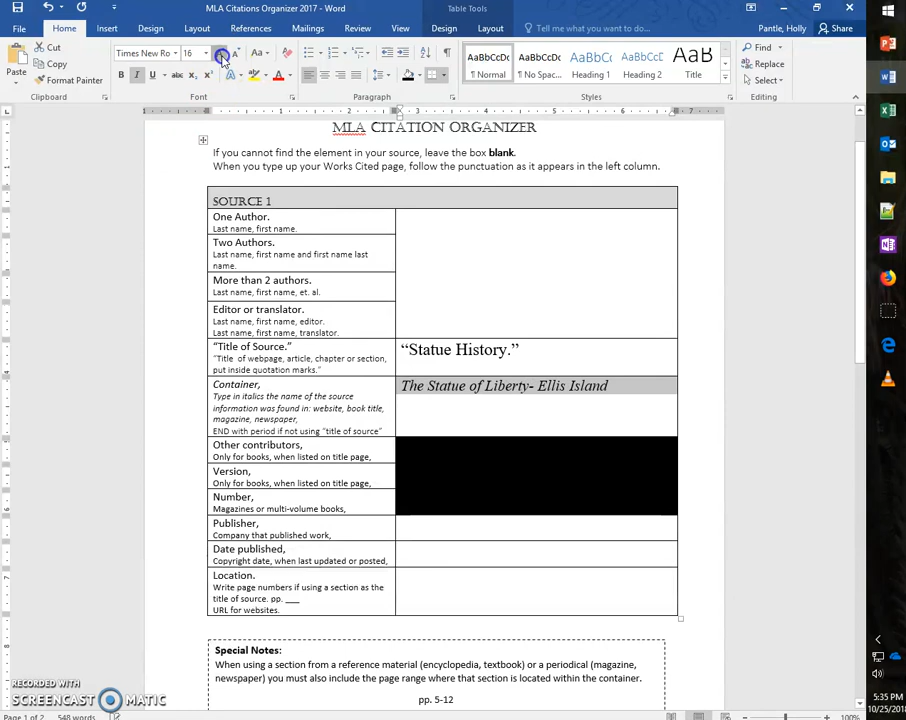 MLA Citations Organizer 2017 - Word
Table Tools
Pantle, Holly
Share
File
Home
Insert
Design
Layout
References
Mailings
Review
View
Design
Layout
Tell me what you want to do
Paste
Cut
Copy
Format Painter
Clipboard
Times New Ro
16
Font
Paragraph
AaBbCcDc
AaBbCcDc
AaBbCc
AaBbCcD
AaB
¶ Normal
¶ No Spac...
Heading 1
Heading 2
Title
Styles
Find
Replace
Select
Editing
MLA CITATION ORGANIZER
If you cannot find the element in your source, leave the box blank.
When you type up your Works Cited page, follow the punctuation as it appears in the left column.
SOURCE 1
One Author.
Last name, first name.
Two Authors.
Last name, first name and first name last
name.
More than 2 authors.
Last name, first name, et. al.
Editor or translator.
Last name, first name, editor.
Last name, first name, translator.
“Title of Source.”
“Title of webpage, article, chapter or section,
put inside quotation marks.”
“Statue History.”
Container,
Type in italics the name of the source
information was found in: website, book title,
magazine, newspaper,
END with period if not using “title of source”
The Statue of Liberty- Ellis Island
Other contributors,
Only for books, when listed on title page,
Version,
Only for books, when listed on title page,
Number,
Magazines or multi-volume books,
Publisher,
Company that published work,
Date published,
Copyright date, when last updated or posted,
Location.
Write page numbers if using a section as the
title of source. pp. ___
URL for websites.
Special Notes:
When using a section from a reference material (encyclopedia, textbook) or a periodical (magazine,
newspaper) you must also include the page range where that section is located within the container.
pp. 5-12
RECORDED WITH
SCREENCAST MATIC
Page 1 of 2
548 words
100%
5:35 PM
10/25/2018